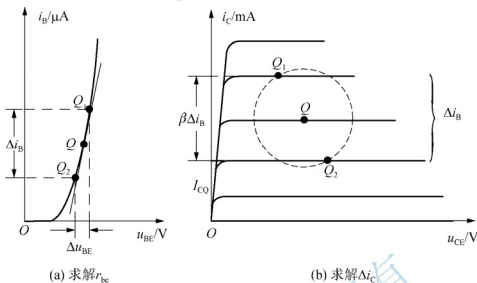 i_B/μA
Q_1
Δi_B
Q
Q_2
O
Δu_BE
u_BE/V
(a) 求解r_be
i_C/mA
Q_1
βΔi_B
Q
Δi_B
Q_2
I_CQ
O
u_CE/V
(b) 求解Δi_C